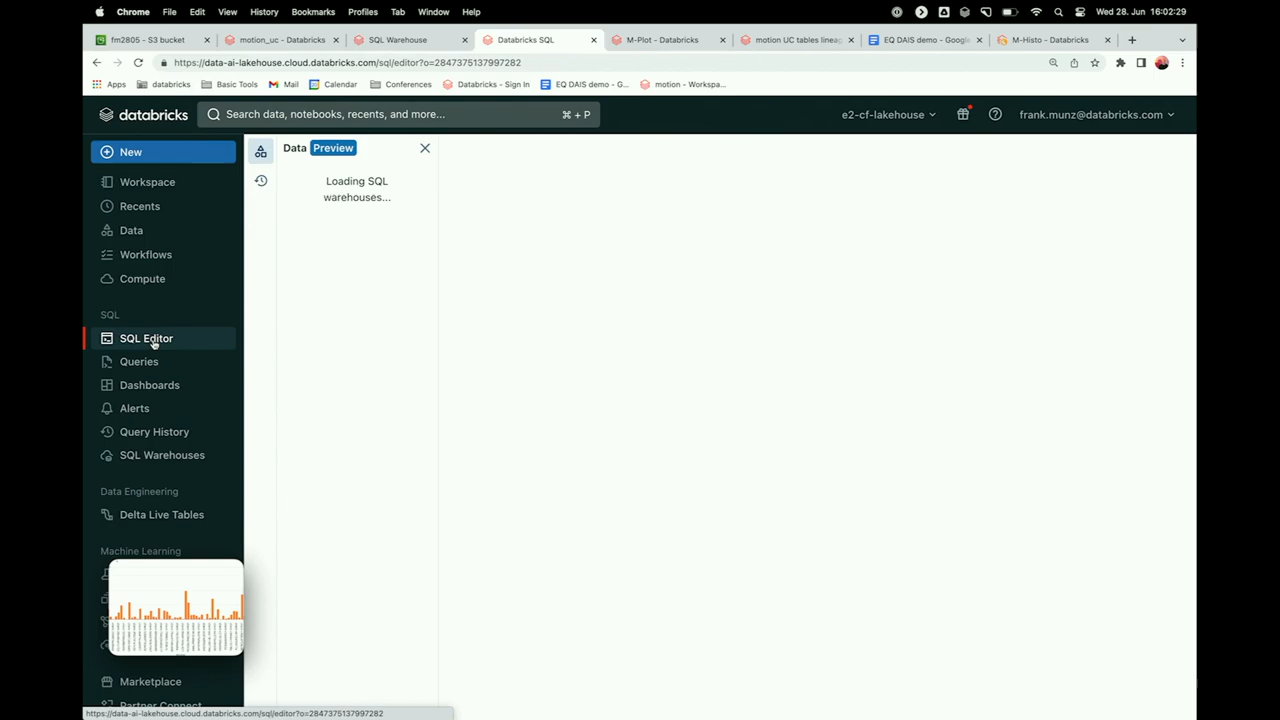 Chrome File Edit View History Bookmarks Profiles Tab Window Help Wed 28. Jun 16:02:29
fm2805 - S3 bucket motion_uc - Databricks SQL Warehouse Databricks SQL M-Plot - Databricks motion UC tables lineag EQ DAIS demo - Google M-Histo - Databricks
https://data-ai-lakehouse.cloud.databricks.com/sql/editor?o=2847375137997282
Apps databricks Basic Tools Mail Calendar Conferences Databricks - Sign In EQ DAIS demo - G... motion - Workspa...
databricks Search data, notebooks, recents, and more... ⌘ + P e2-cf-lakehouse frank.munz@databricks.com
New
Data Preview
Loading SQL
warehouses...
Workspace
Recents
Data
Workflows
Compute
SQL
SQL Editor
Queries
Dashboards
Alerts
Query History
SQL Warehouses
Data Engineering
Delta Live Tables
Machine Learning
Marketplace
Partner Connect
https://data-ai-lakehouse.cloud.databricks.com/sql/editor?o=2847375137997282